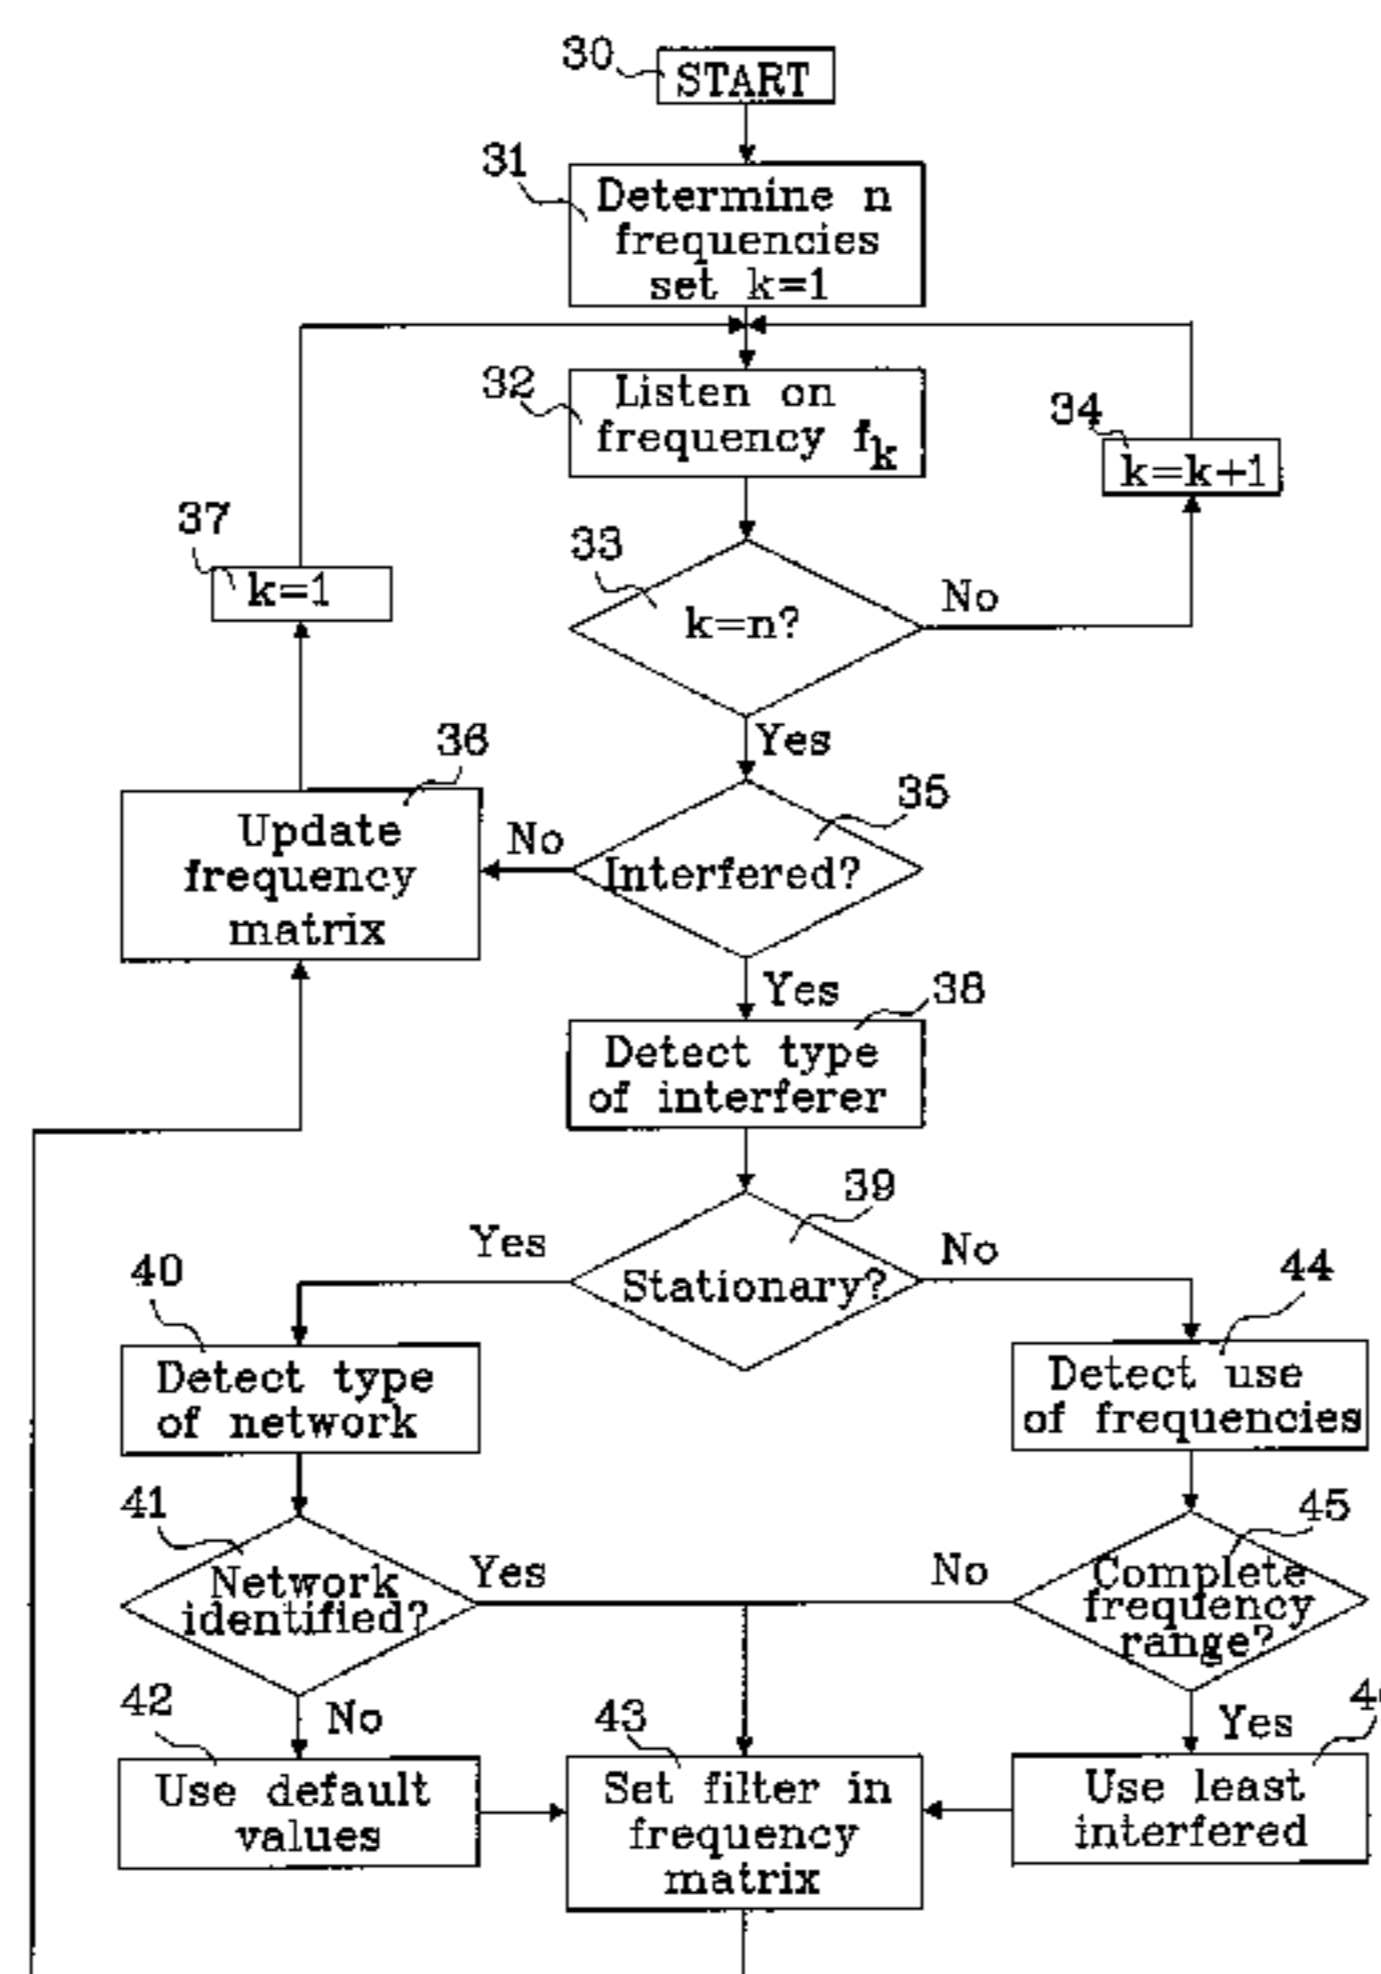 30
START
31
Determine n
frequencies
set k=1
32
Listen on
frequency fk
34
k=k+1
37
k=1
33
k=n?
No
Yes
36
Update
frequency
matrix
No
35
Interfered?
Yes
38
Detect type
of interferer
39
Stationary?
Yes
No
40
Detect type
of network
44
Detect use
of frequencies
41
Network
identified?
Yes
No
45
Complete
frequency
range?
No
Yes
42
Use default
values
43
Set filter in
frequency
matrix
Use least
interfered